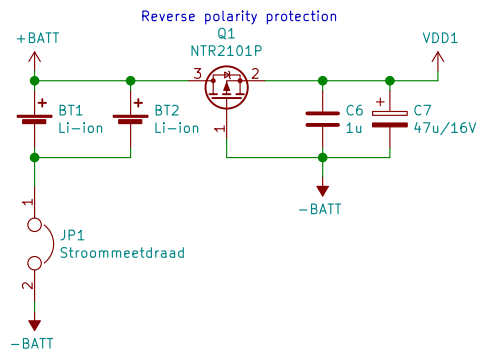 Reverse polarity protection
+BATT
Q1
NTR2101P
VDD1
3
2
1
+
BT1
Li-ion
+
BT2
Li-ion
C6
1u
+
C7
47u/16V
-BATT
1
JP1
Stroommeetdraad
2
-BATT